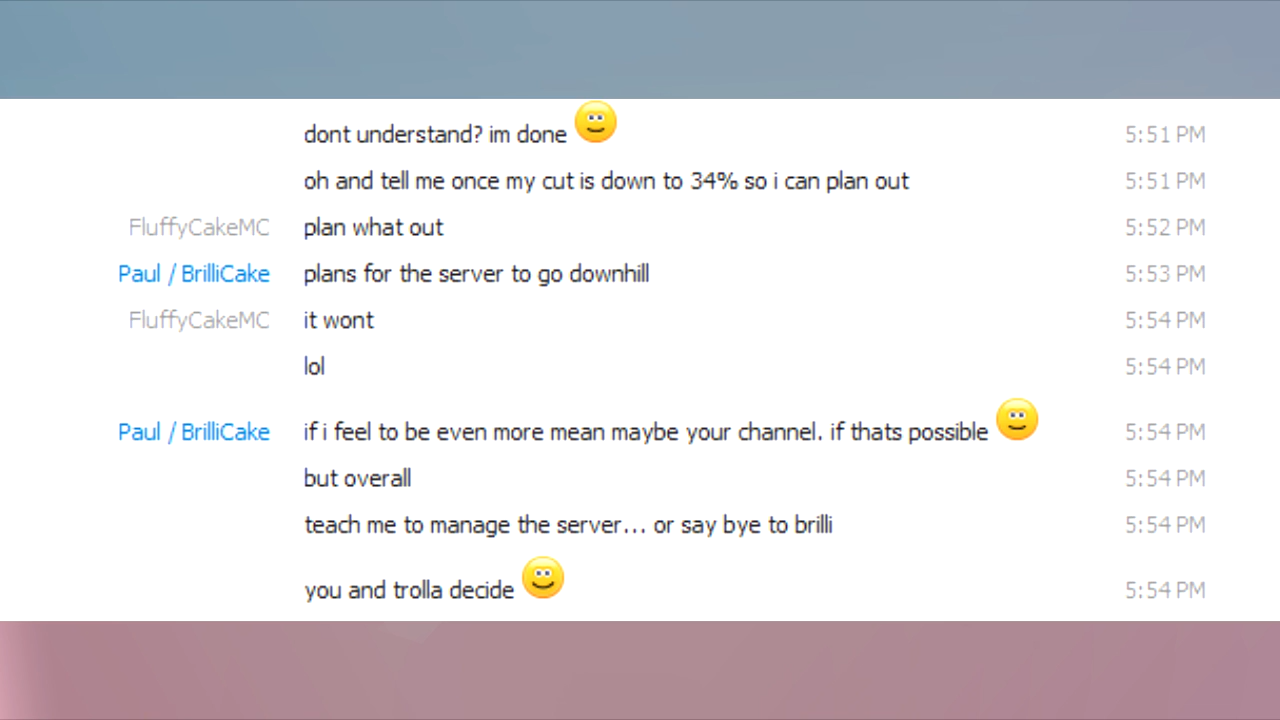 dont understand? im done 5:51 PM
oh and tell me once my cut is down to 34% so i can plan out 5:51 PM
FluffyCakeMC plan what out 5:52 PM
Paul / BrilliCake plans for the server to go downhill 5:53 PM
FluffyCakeMC it wont 5:54 PM
lol 5:54 PM
Paul / BrilliCake if i feel to be even more mean maybe your channel. if thats possible 5:54 PM
but overall 5:54 PM
teach me to manage the server... or say bye to brilli 5:54 PM
you and trolla decide 5:54 PM